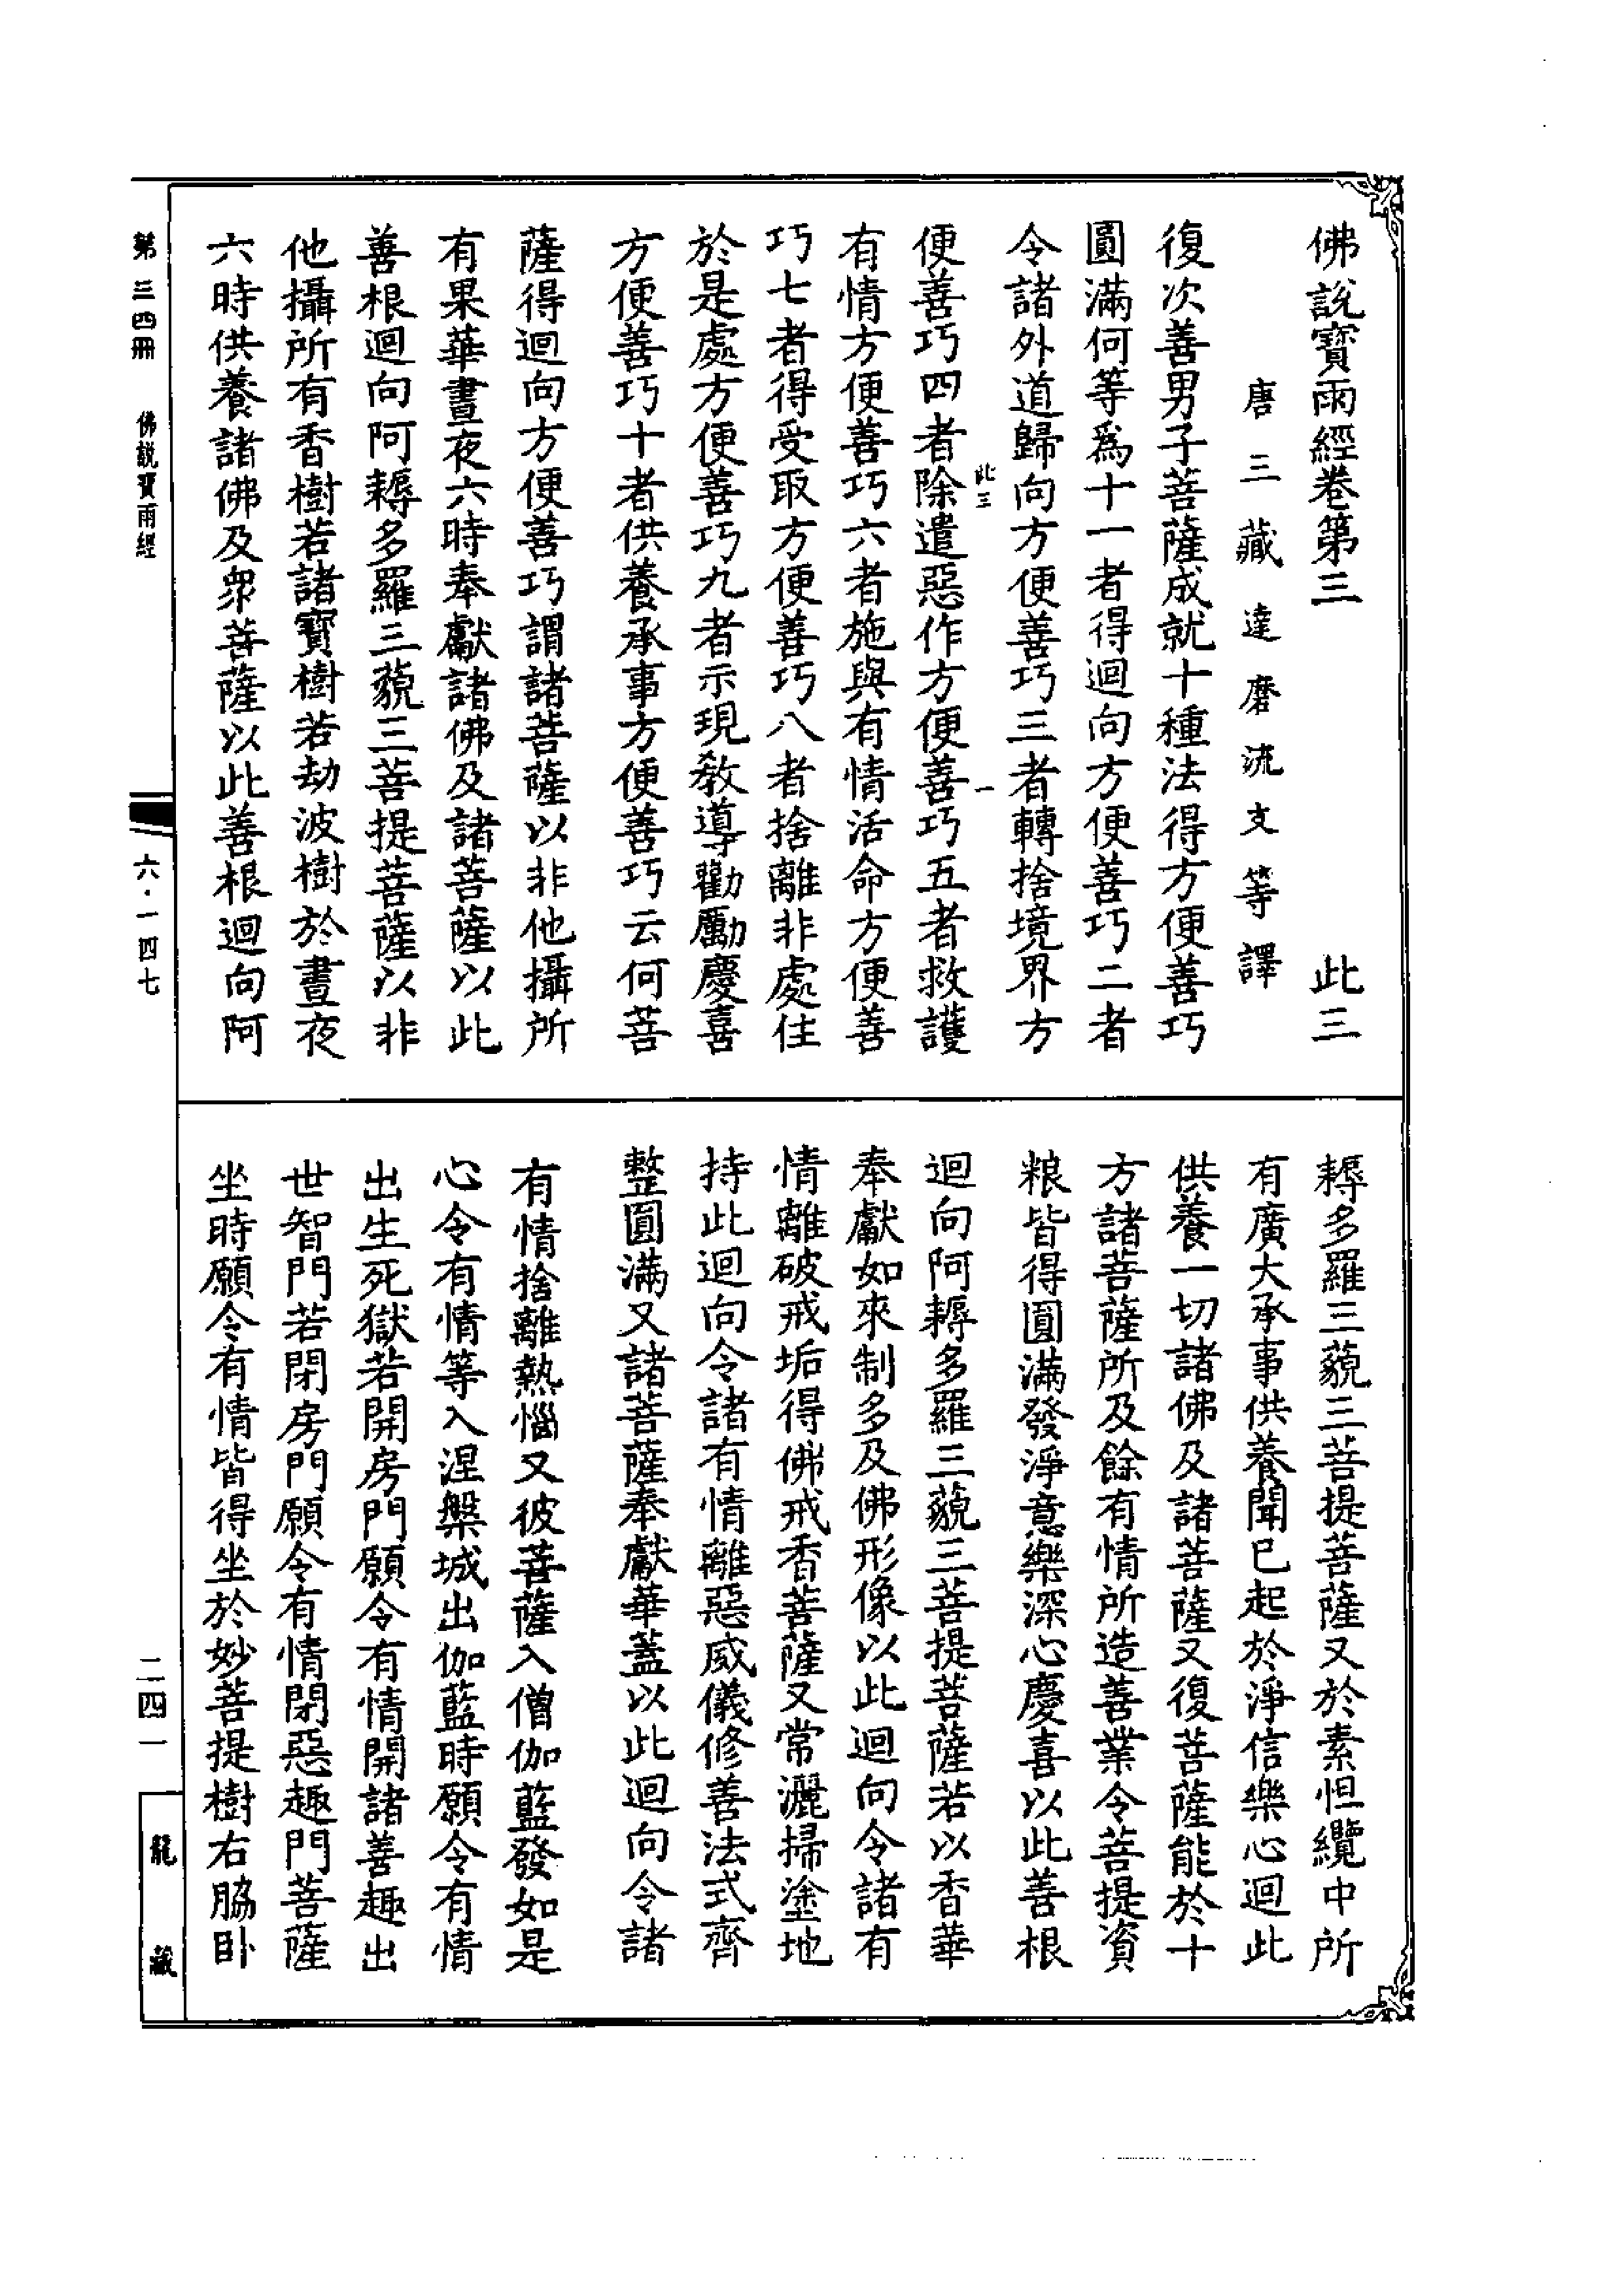 佛說寶雨經卷第三　此三
唐三藏達磨流支等譯
復次善男子菩薩成就十種法得方便善巧
圓滿何等爲十一者得迴向方便善巧二者
令諸外道歸向方便善巧三者轉捨境界方
此三　一
便善巧四者除遣惡作方便善巧五者救護
有情方便善巧六者施與有情活命方便善
巧七者得受取方便善巧八者捨離非處住
於是處方便善巧九者示現教導勸勵慶喜
方便善巧十者供養承事方便善巧云何菩
薩得迴向方便善巧謂諸菩薩以非他攝所
有果華晝夜六時奉獻諸佛及諸菩薩以此
善根迴向阿耨多羅三藐三菩提菩薩以非
他攝所有香樹若諸寶樹若劫波樹於晝夜
六時供養諸佛及衆菩薩以此善根迴向阿
耨多羅三藐三菩提菩薩又於素怛纜中所
有廣大承事供養聞已起於淨信樂心迴此
供養一切諸佛及諸菩薩又復菩薩能於十
方諸菩薩所及餘有情所造善業令菩提資
粮皆得圓滿發淨意樂深心慶喜以此善根
迴向阿耨多羅三藐三菩提菩薩若以香華
奉獻如來制多及佛形像以此迴向令諸有
情離破戒垢得佛戒香菩薩又常灑掃塗地
持此迴向令諸有情離惡威儀修善法式齊
整圓滿又諸菩薩奉獻華蓋以此迴向令諸
有情捨離熱惱又彼菩薩入僧伽藍發如是
心令有情等入涅槃城出伽藍時願令有情
出生死獄若開房門願令有情開諸善趣出
世智門若閉房門願令有情閉惡趣門菩薩
坐時願令有情皆得坐於妙菩提樹右脇卧
第三四冊　佛說寶雨經
六·一四七
二四一
龍藏